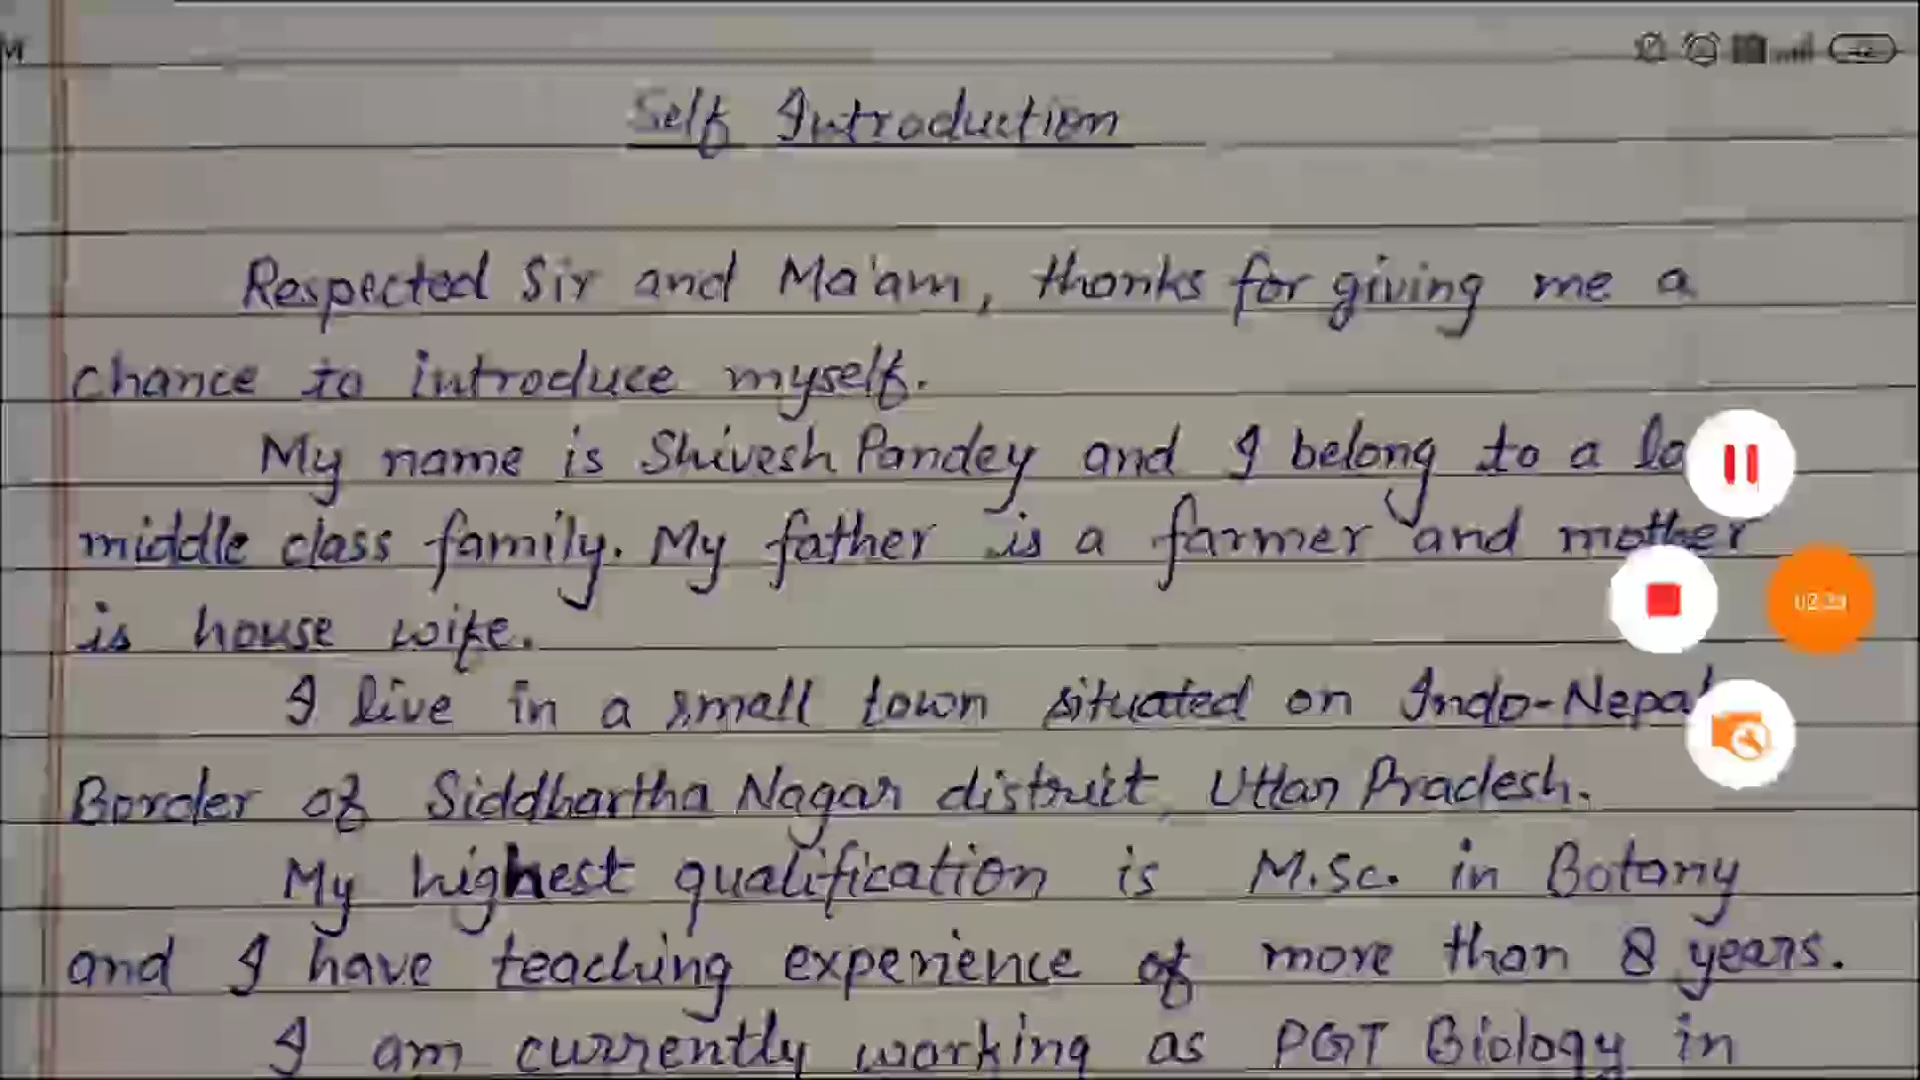 Self Introduction
Respected Sir and Ma'am, thanks for giving me a
chance to introduce myself.
My name is Shivesh Pandey and I belong to a
middle class family. My father is a farmer and mother
is house wife.
I live in a small town situated on Indo-Nepal
Border of Siddhartha Nagar district, Uttar Pradesh.
My highest qualification is M.Sc. in Botany
and I have teaching experience of more than 8 years.
I am currently working as PGT Biology in